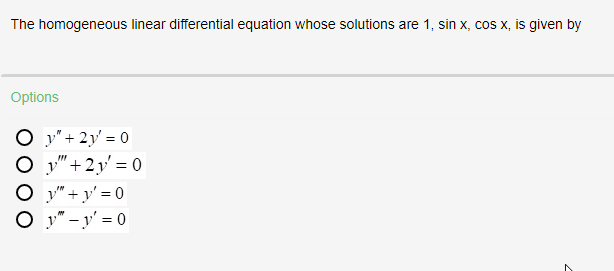 The homogeneous linear differential equation whose solutions are 1, sin x, cos x, is given by
Options
y" + 2y' = 0
y''' + 2y' = 0
y''' + y' = 0
y''' − y' = 0